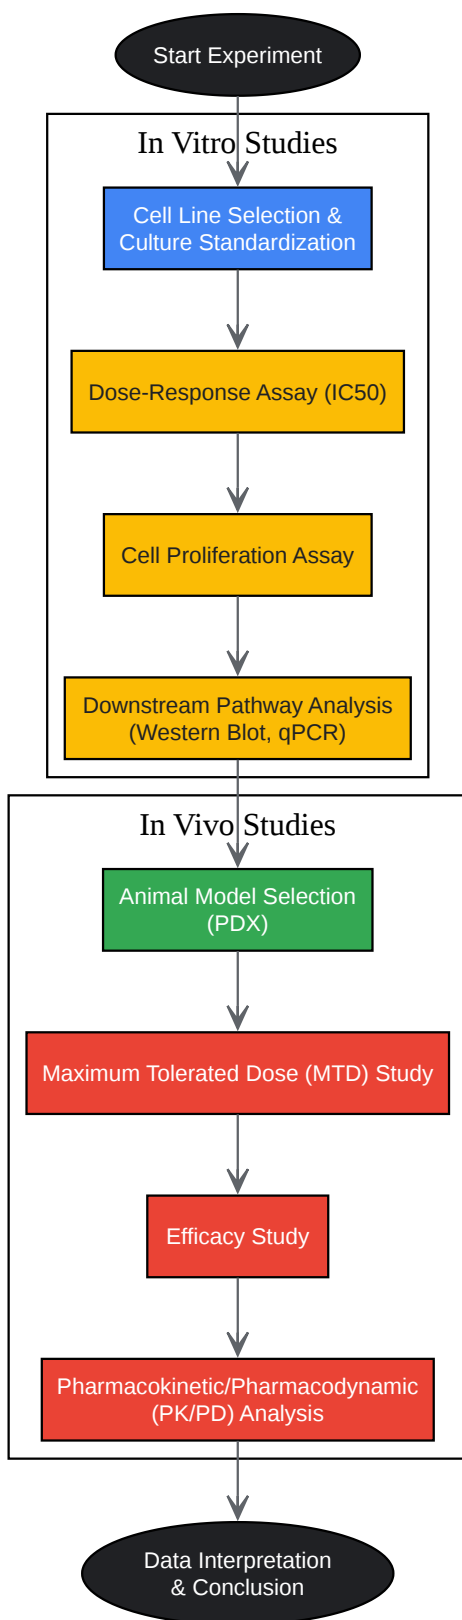 Start Experiment
In Vitro Studies
Cell Line Selection &
Culture Standardization
Dose-Response Assay (IC50)
Cell Proliferation Assay
Downstream Pathway Analysis
(Western Blot, qPCR)
In Vivo Studies
Animal Model Selection
(PDX)
Maximum Tolerated Dose (MTD) Study
Efficacy Study
Pharmacokinetic/Pharmacodynamic
(PK/PD) Analysis
Data Interpretation
& Conclusion